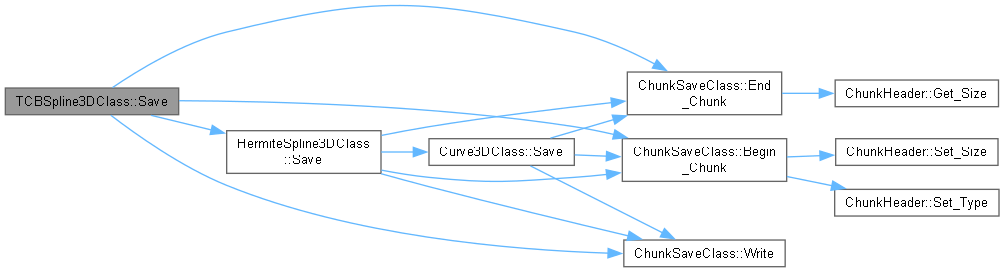 TCBSpline3DClass::Save
HermiteSpline3DClass
::Save
Curve3DClass::Save
ChunkSaveClass::End
_Chunk
ChunkSaveClass::Begin
_Chunk
ChunkSaveClass::Write
ChunkHeader::Get_Size
ChunkHeader::Set_Size
ChunkHeader::Set_Type